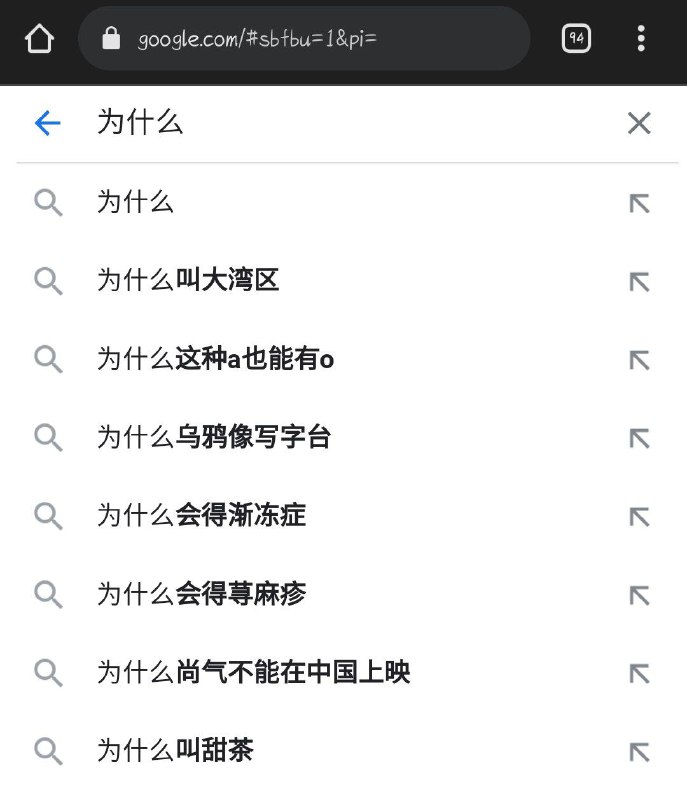 google.com/#sbfbu=1&pi=
94
为什么
为什么
为什么叫大湾区
为什么这种a也能有o
为什么乌鸦像写字台
为什么会得渐冻症
为什么会得荨麻疹
为什么尚气不能在中国上映
为什么叫甜茶